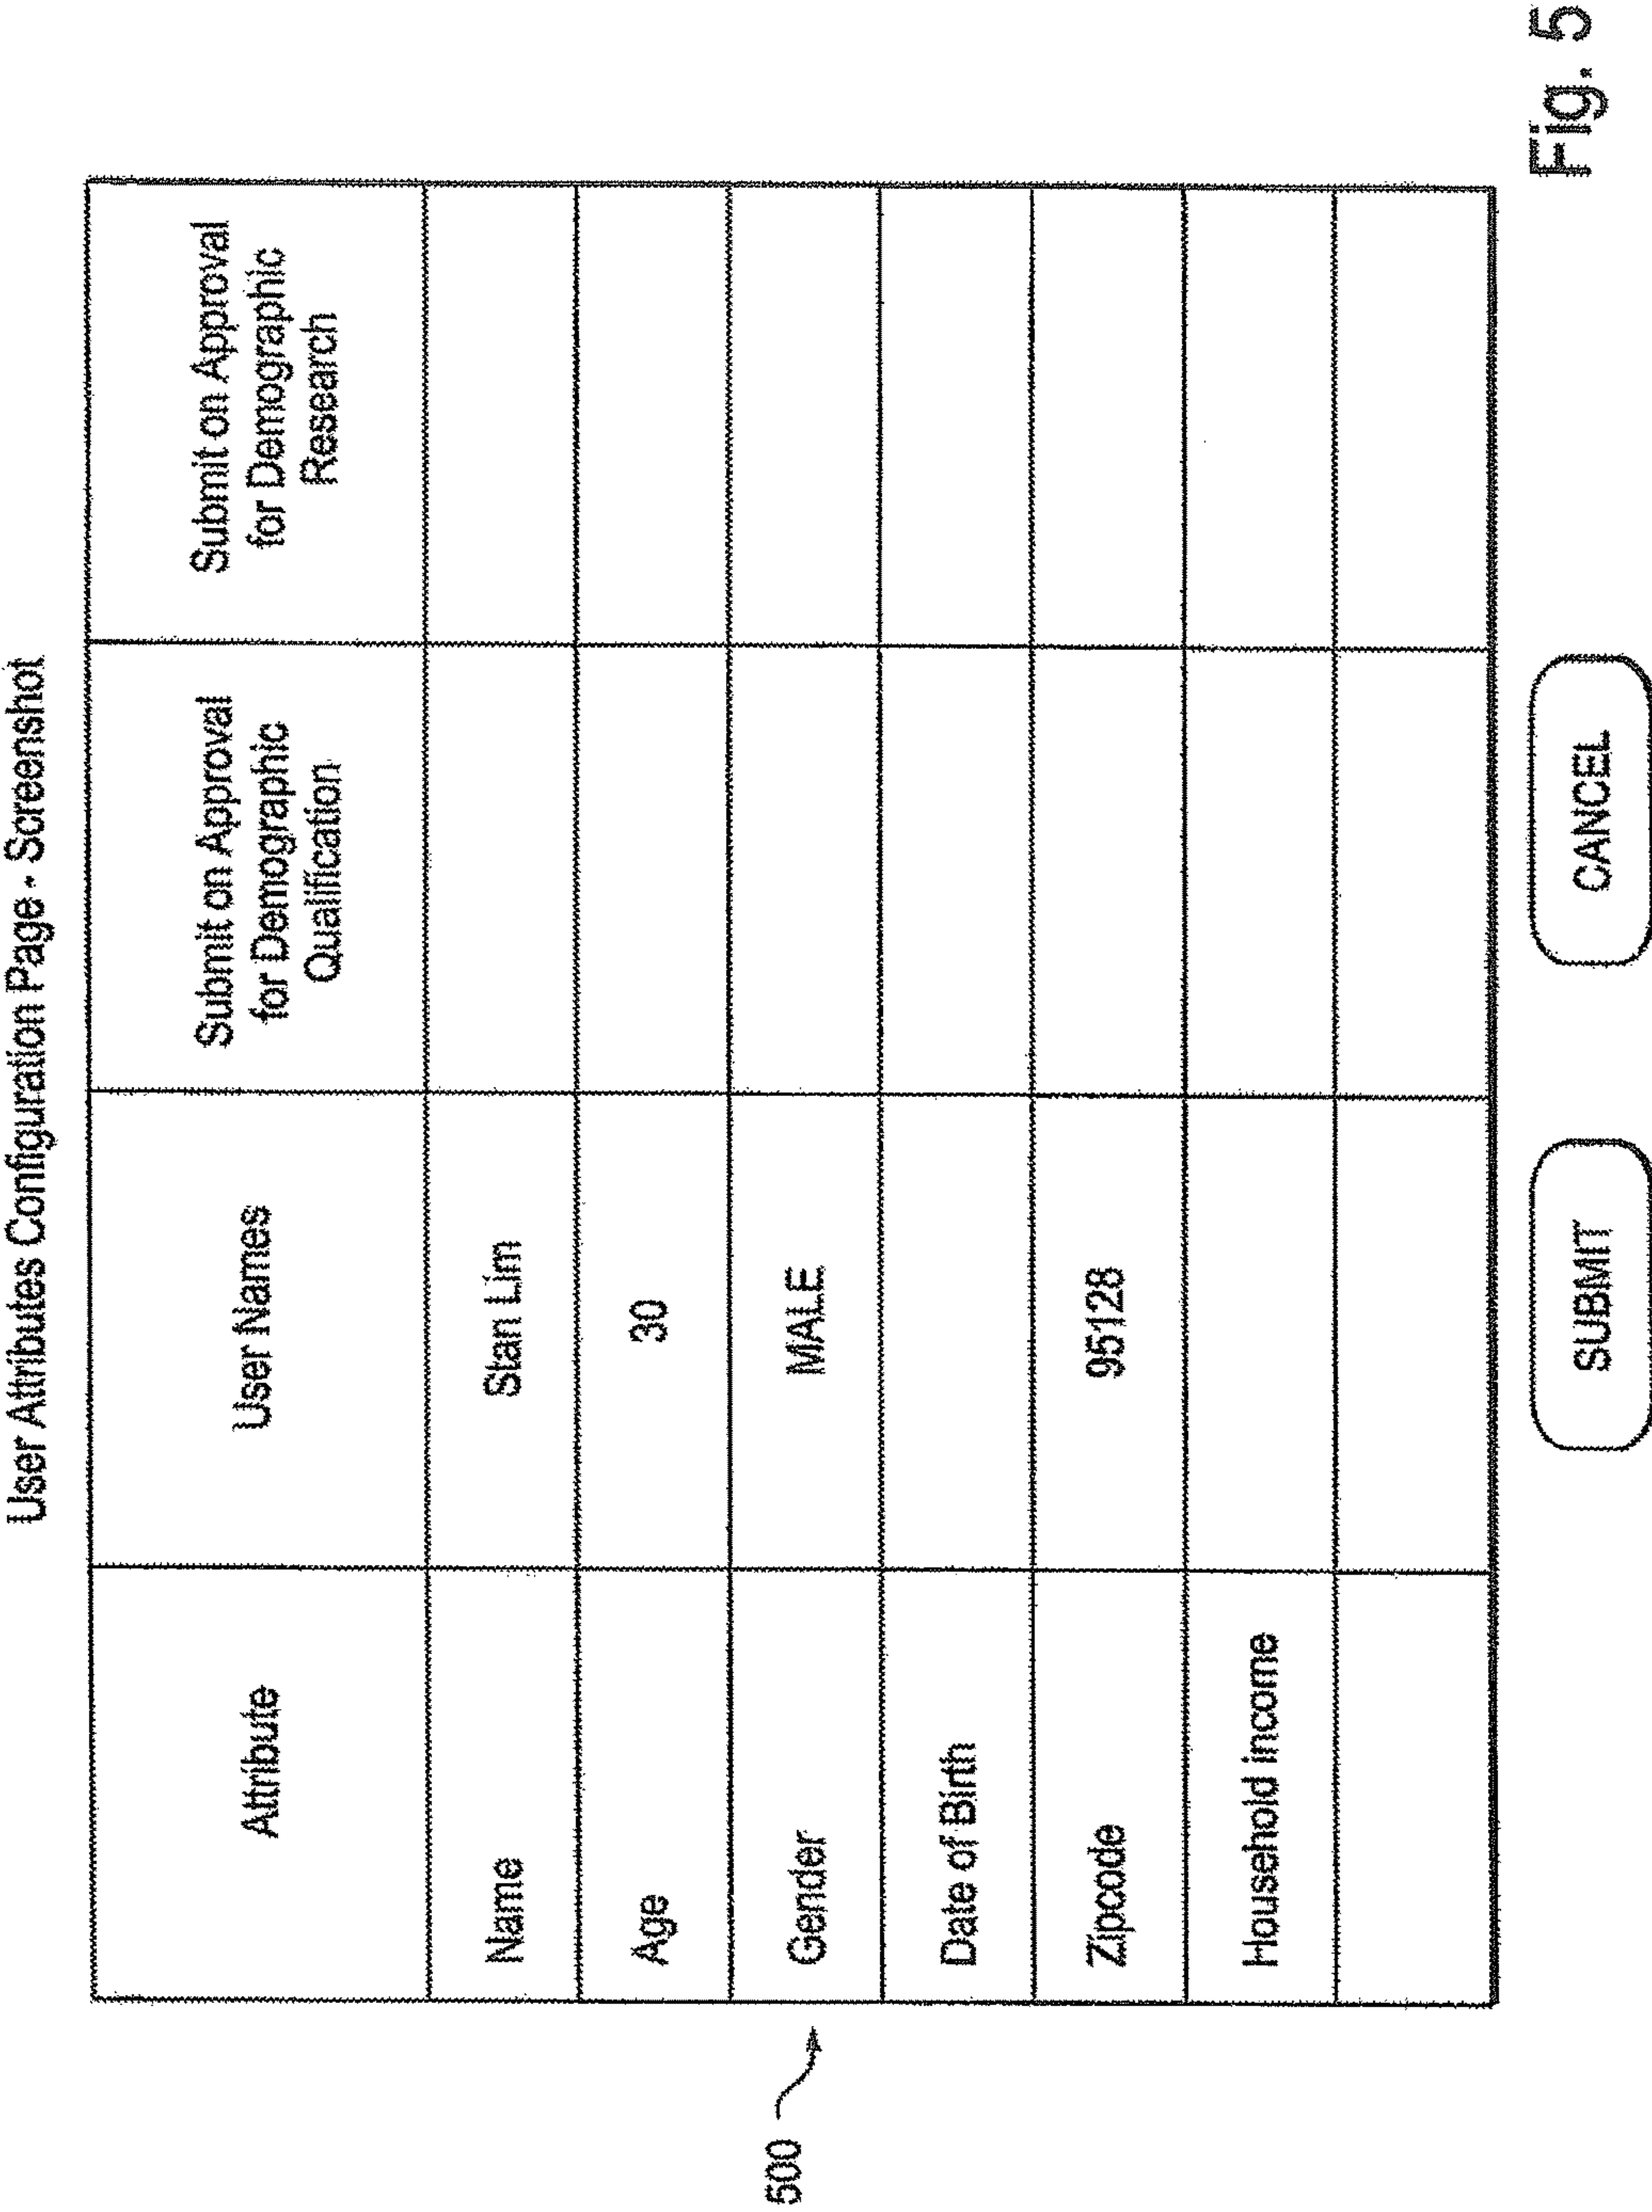 User Attributes Configuration Page - Screenshot
Attribute
User Names
Submit on Approval
for Demographic
Qualification
Submit on Approval
for Demographic
Research
Name
Stan Lim
Age
30
Gender
MALE
Date of Birth
Zipcode
95128
Household income
500
SUBMIT
CANCEL
Fig. 5